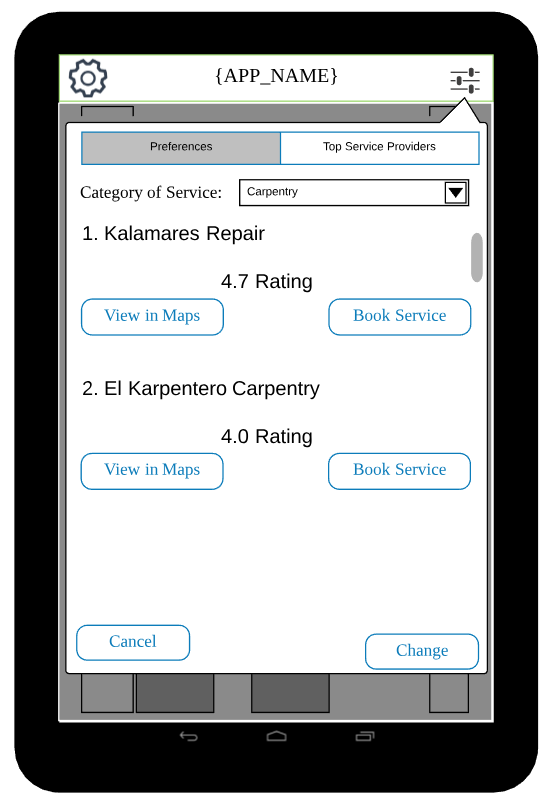 {APP_NAME}
Preferences
Top Service Providers
Category of Service:
Carpentry
1. Kalamares Repair
4.7 Rating
View in Maps
Book Service
2. El Karpentero Carpentry
4.0 Rating
View in Maps
Book Service
Cancel
Change